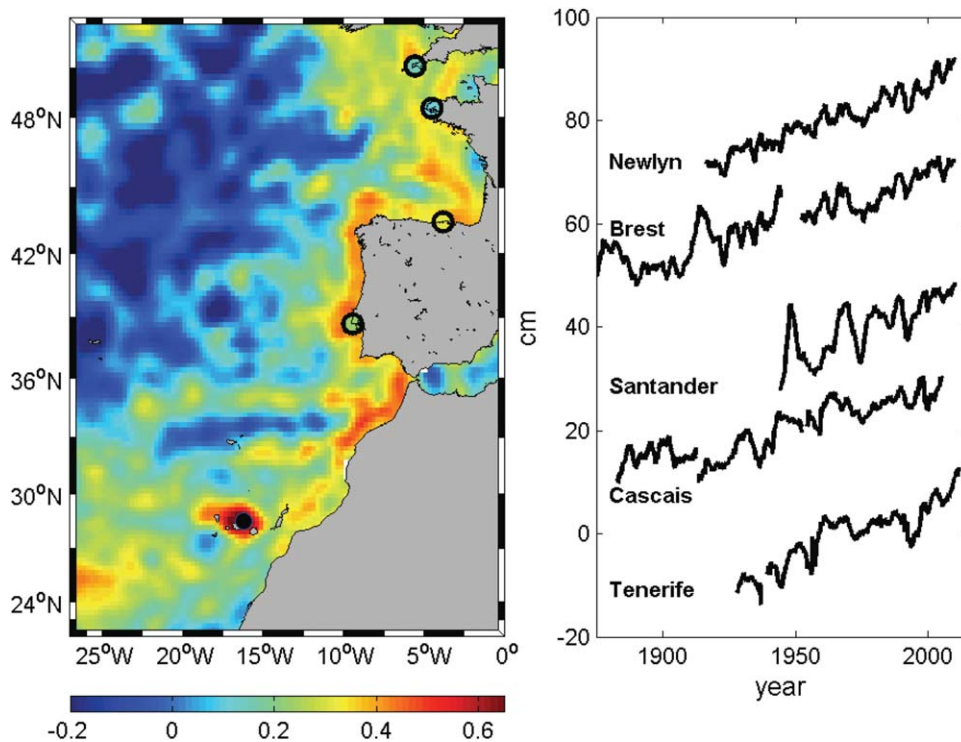 48°N
42°N
36°N
30°N
24°N
25°W 20°W 15°W 10°W 5°W 0°
-0.2 0 0.2 0.4 0.6
100
80
60
40
20
0
-20
cm
Newlyn
Brest
Santander
Cascais
Tenerife
1900 1950 2000
year